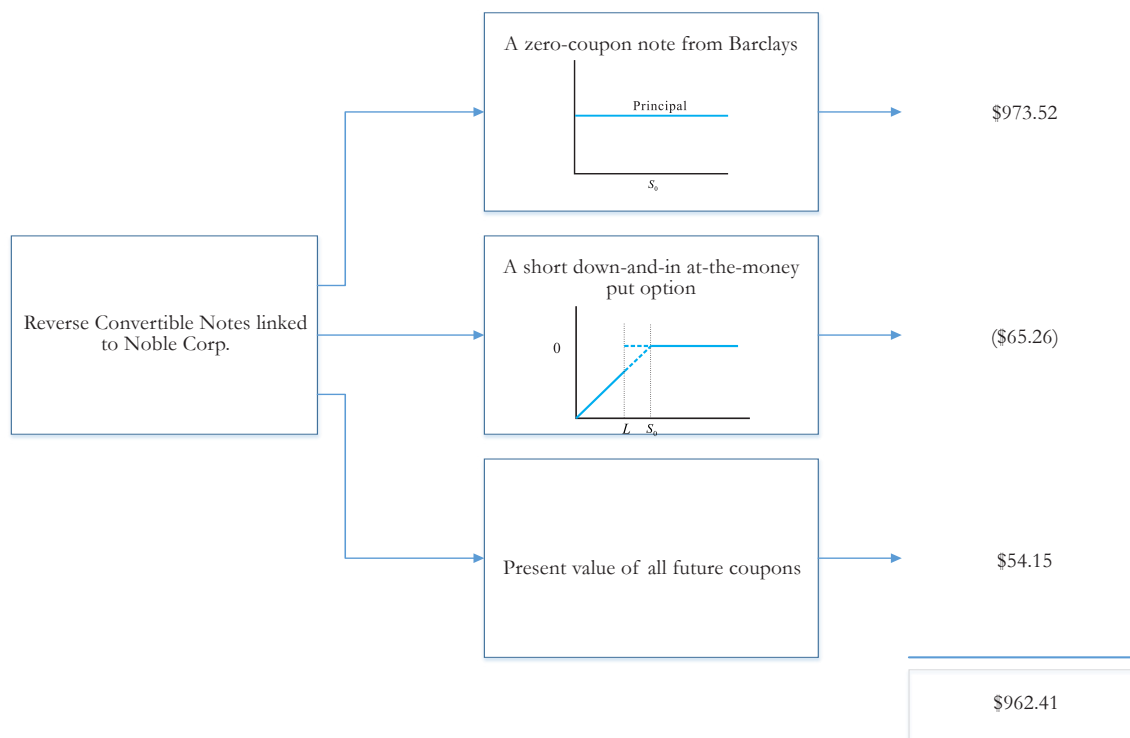 A zero-coupon note from Barclays
Principal
S₀
$973.52
Reverse Convertible Notes linked
to Noble Corp.
A short down-and-in at-the-money
put option
0
L S₀
($65.26)
Present value of all future coupons
$54.15
$962.41